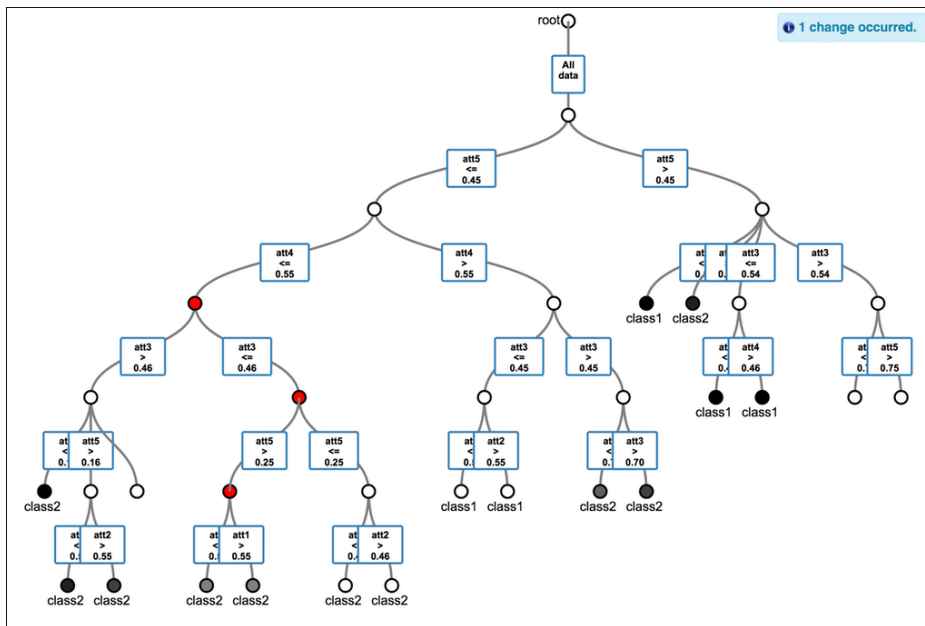 root
1 change occurred.
All
data
att5
<=
0.45
att5
>
0.45
att4
<=
0.55
att4
>
0.55
att3
<=
0.54
att3
>
0.54
class1
class2
att3
>
0.46
att3
<=
0.46
att3
<=
0.45
att3
>
0.45
att4
>
0.46
att5
>
0.75
class1
class1
att5
>
0.16
att5
>
0.25
att5
<=
0.25
att2
>
0.55
att3
>
0.70
class2
class1
class1
class2
class2
att2
>
0.55
att1
>
0.55
att2
>
0.46
class2
class2
class2
class2
class2
class2